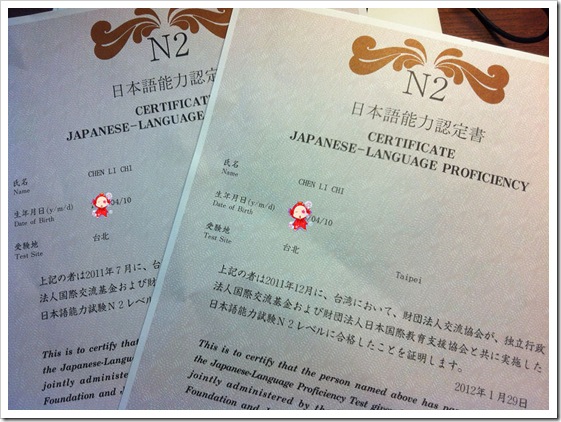 N2
日本語能力認定
CERTIFICATE
JAPANESE-LANGUAGE
氏名
Name
CHEN LI CHI
生年月日(y/m/d)
Date of Birth
/04/10
受験地
Test Site
台北
上記の者は2011年7月に、台
法人国際交流基金および財
日本語能力試験N2レベル
This is to certify that
the Japanese-Langu
jointly administere
Foundation and J
N2
日本語能力認定書
CERTIFICATE
JAPANESE-LANGUAGE PROFICIENCY
氏名
Name
CHEN LI CHI
生年月日(y/m/d)
Date of Birth
/04/10
受験地
Test Site
台北
Taipei
上記の者は2011年12月に、台湾において、財団法人交流協会が、独立行政
法人国際交流基金および財団法人日本国際教育支援協会と共に実施した
日本語能力試験N2レベルに合格したことを証明します。
2012年1月29日
This is to certify that the person named above has
the Japanese-Language Proficiency Test give
jointly administered by the
Foundation and